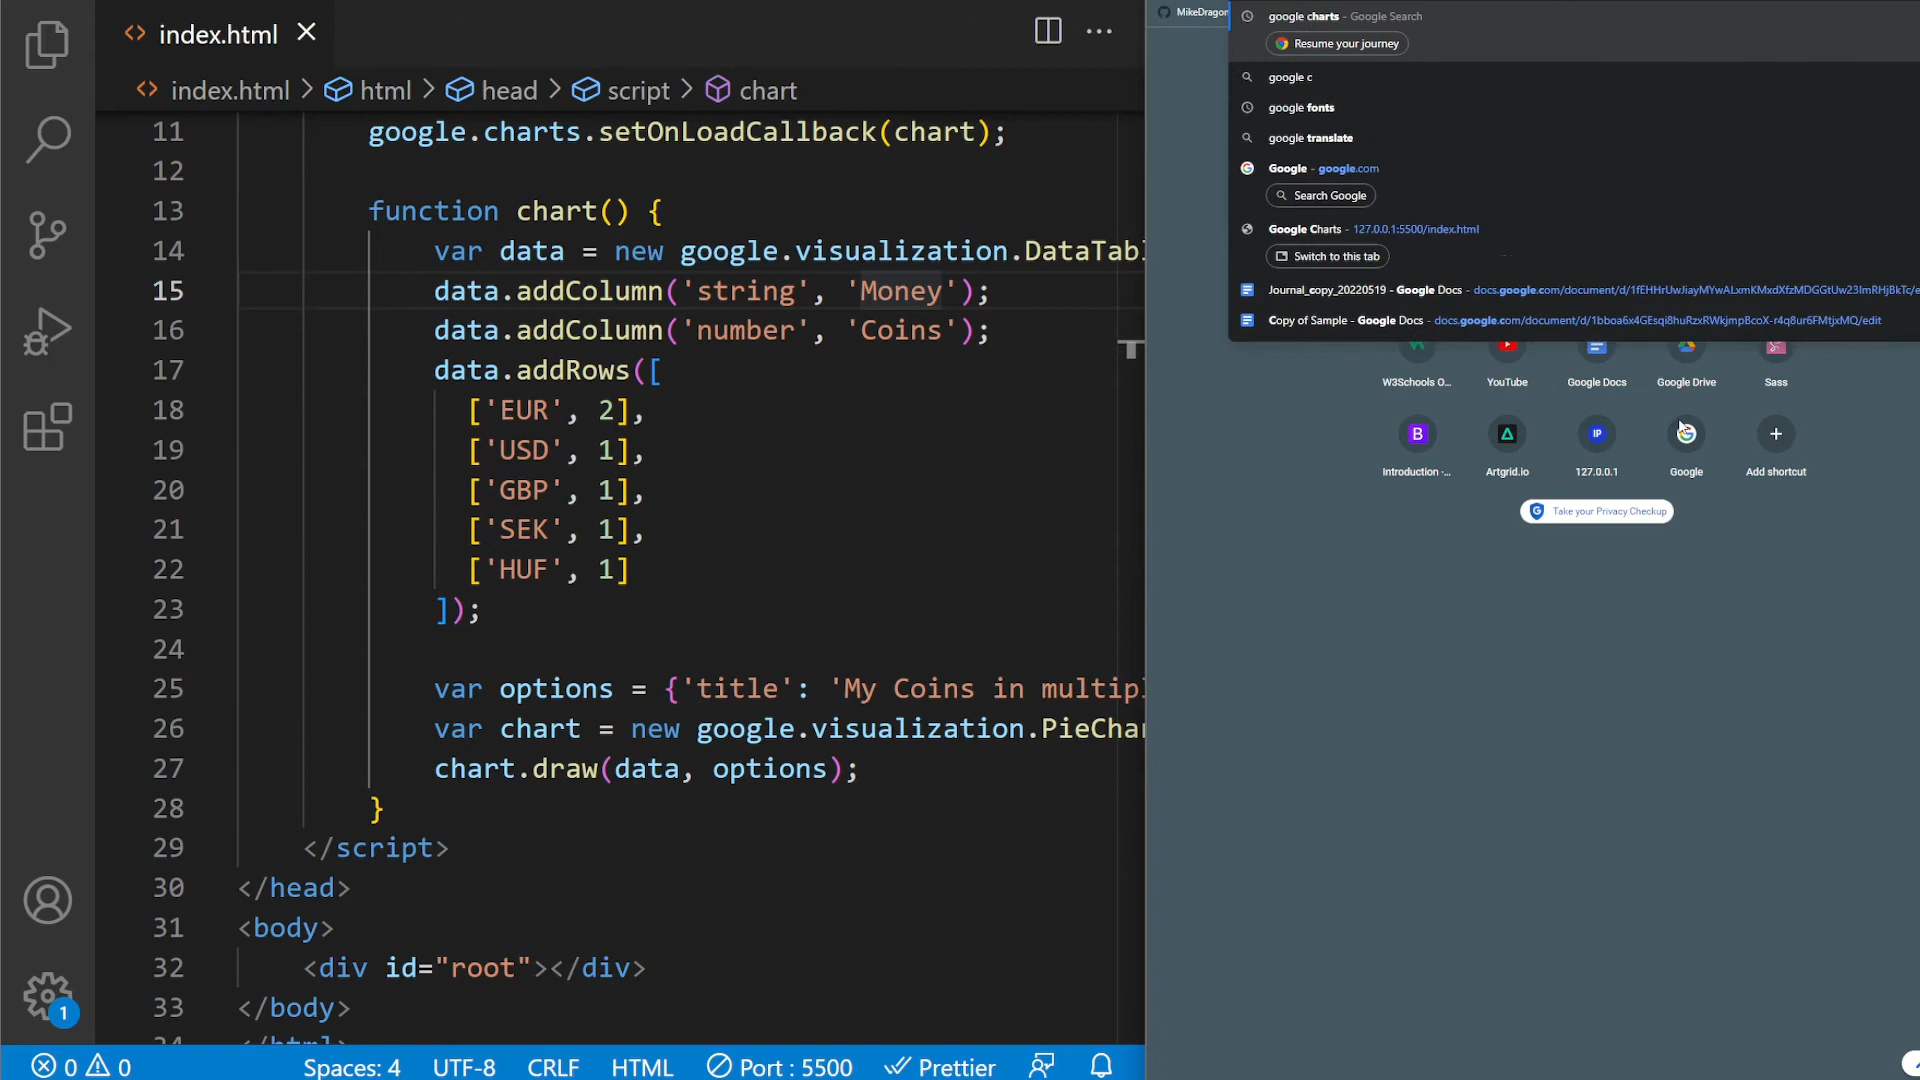 index.html
index.html > html > head > script > chart
11 google.charts.setOnLoadCallback(chart);
12
13 function chart() {
14 var data = new google.visualization.DataTabl
15 data.addColumn('string', 'Money');
16 data.addColumn('number', 'Coins');
17 data.addRows([
18 ['EUR', 2],
19 ['USD', 1],
20 ['GBP', 1],
21 ['SEK', 1],
22 ['HUF', 1]
23 ]);
24
25 var options = {'title': 'My Coins in multipl
26 var chart = new google.visualization.PieChar
27 chart.draw(data, options);
28 }
29 </script>
30 </head>
31 <body>
32 <div id="root"></div>
33 </body>
34 </html>
1
0 0 Spaces: 4 UTF-8 CRLF HTML Port : 5500 Prettier
MikeDragon
google charts - Google Search
Resume your journey
google c
google fonts
google translate
Google - google.com
Search Google
Google Charts - 127.0.0.1:5500/index.html
Switch to this tab
Journal_copy_20220519 - Google Docs -
Copy of Sample - Google Docs -
W3Schools O... YouTube Google Docs Google Drive Sass
B IP
Introduction -... Artgrid.io 127.0.0.1 Google Add shortcut
Take your Privacy Checkup